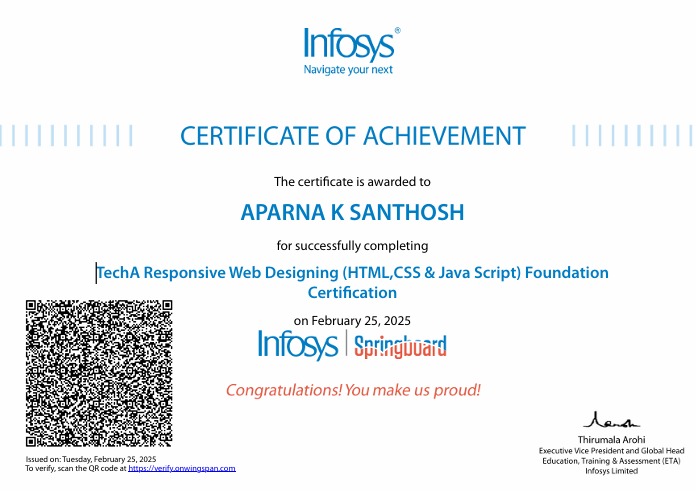 Infosys®
Navigate your next
CERTIFICATE OF ACHIEVEMENT
The certificate is awarded to
APARNA K SANTHOSH
for successfully completing
TechA Responsive Web Designing (HTML,CSS & Java Script) Foundation
Certification
on February 25, 2025
Infosys | Springboard
Congratulations! You make us proud!
Issued on: Tuesday, February 25, 2025
To verify, scan the QR code at https://verify.onwingspan.com
Thirumala Arohi
Executive Vice President and Global Head
Education, Training & Assessment (ETA)
Infosys Limited